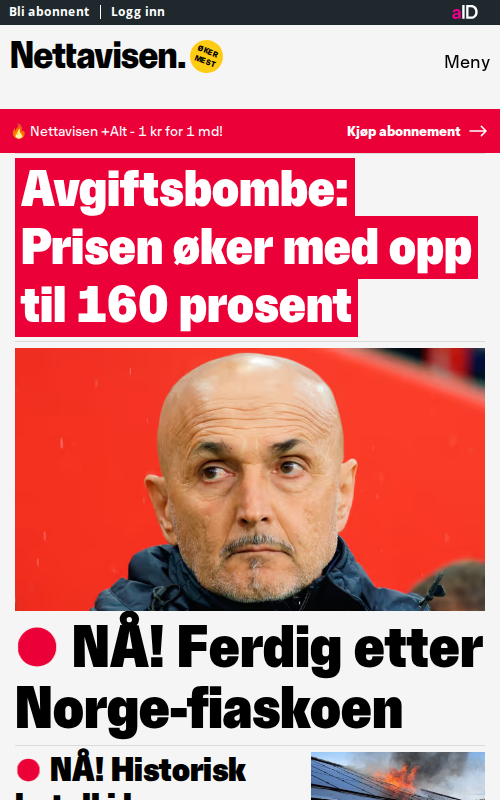 Bli abonnent | Logg inn
aID
Nettavisen.
ØKER
MEST
Meny
🔥 Nettavisen +Alt - 1 kr for 1 md!
Kjøp abonnement →
Avgiftsbombe:
Prisen øker med opp
til 160 prosent
NÅ! Ferdig etter
Norge-fiaskoen
NÅ! Historisk